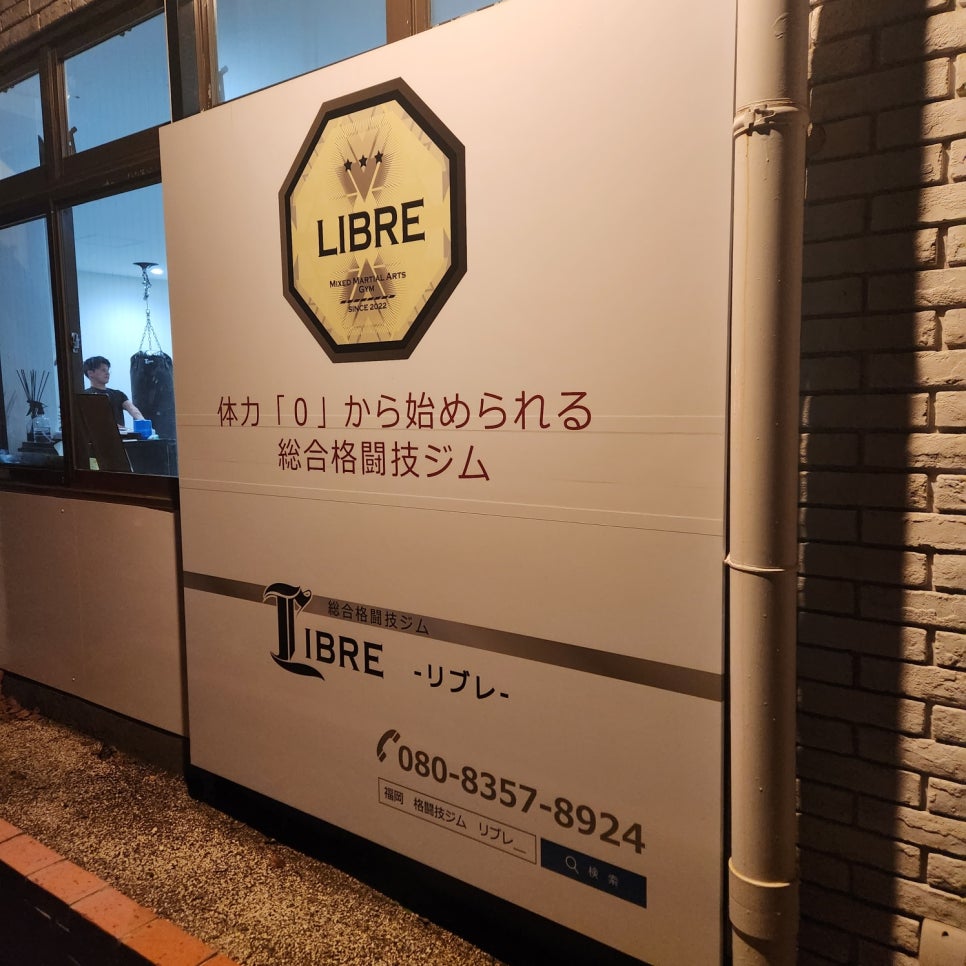 LIBRE
MIXED MARTIAL ARTS
GYM
SINCE 2022
体力「0」から始められる
総合格闘技ジム
総合格闘技ジム
LIBRE -リブレ-
080-8357-8924
福岡 格闘技ジム リブレ__
検索